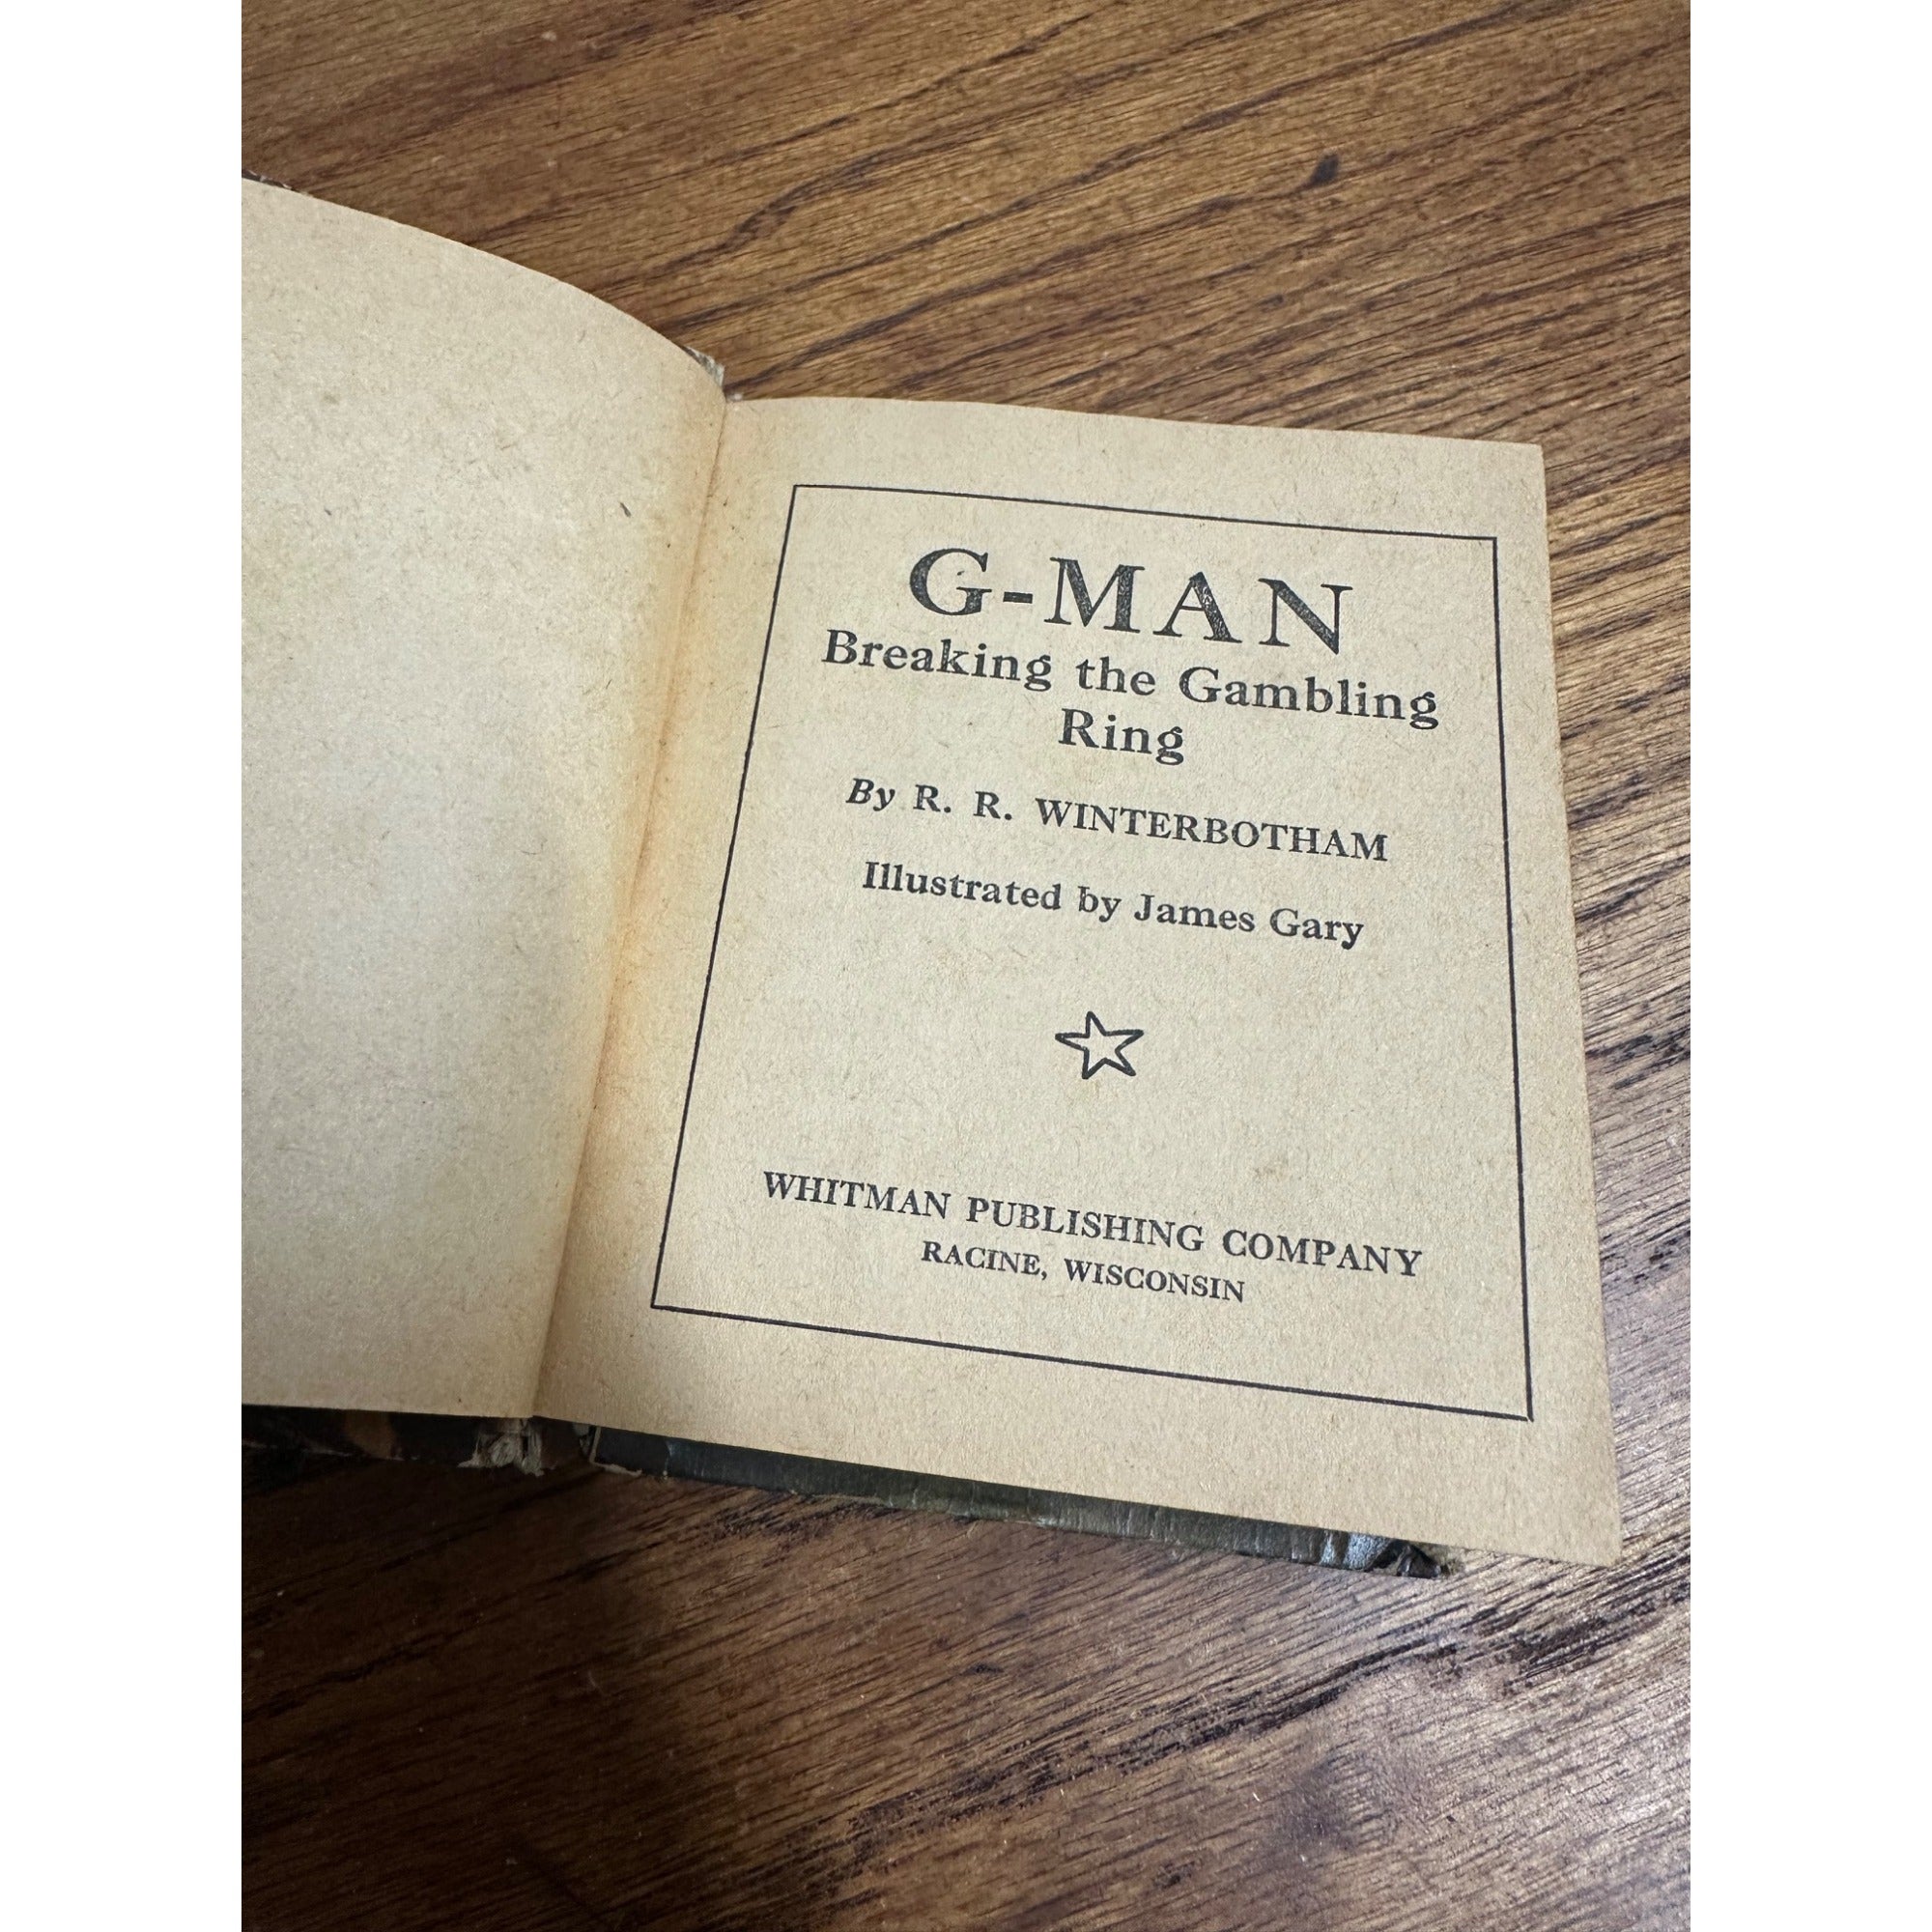 G-MAN
Breaking the Gambling
Ring
By R. R. WINTERBOTHAM
Illustrated by James Gary
WHITMAN PUBLISHING COMPANY
RACINE, WISCONSIN